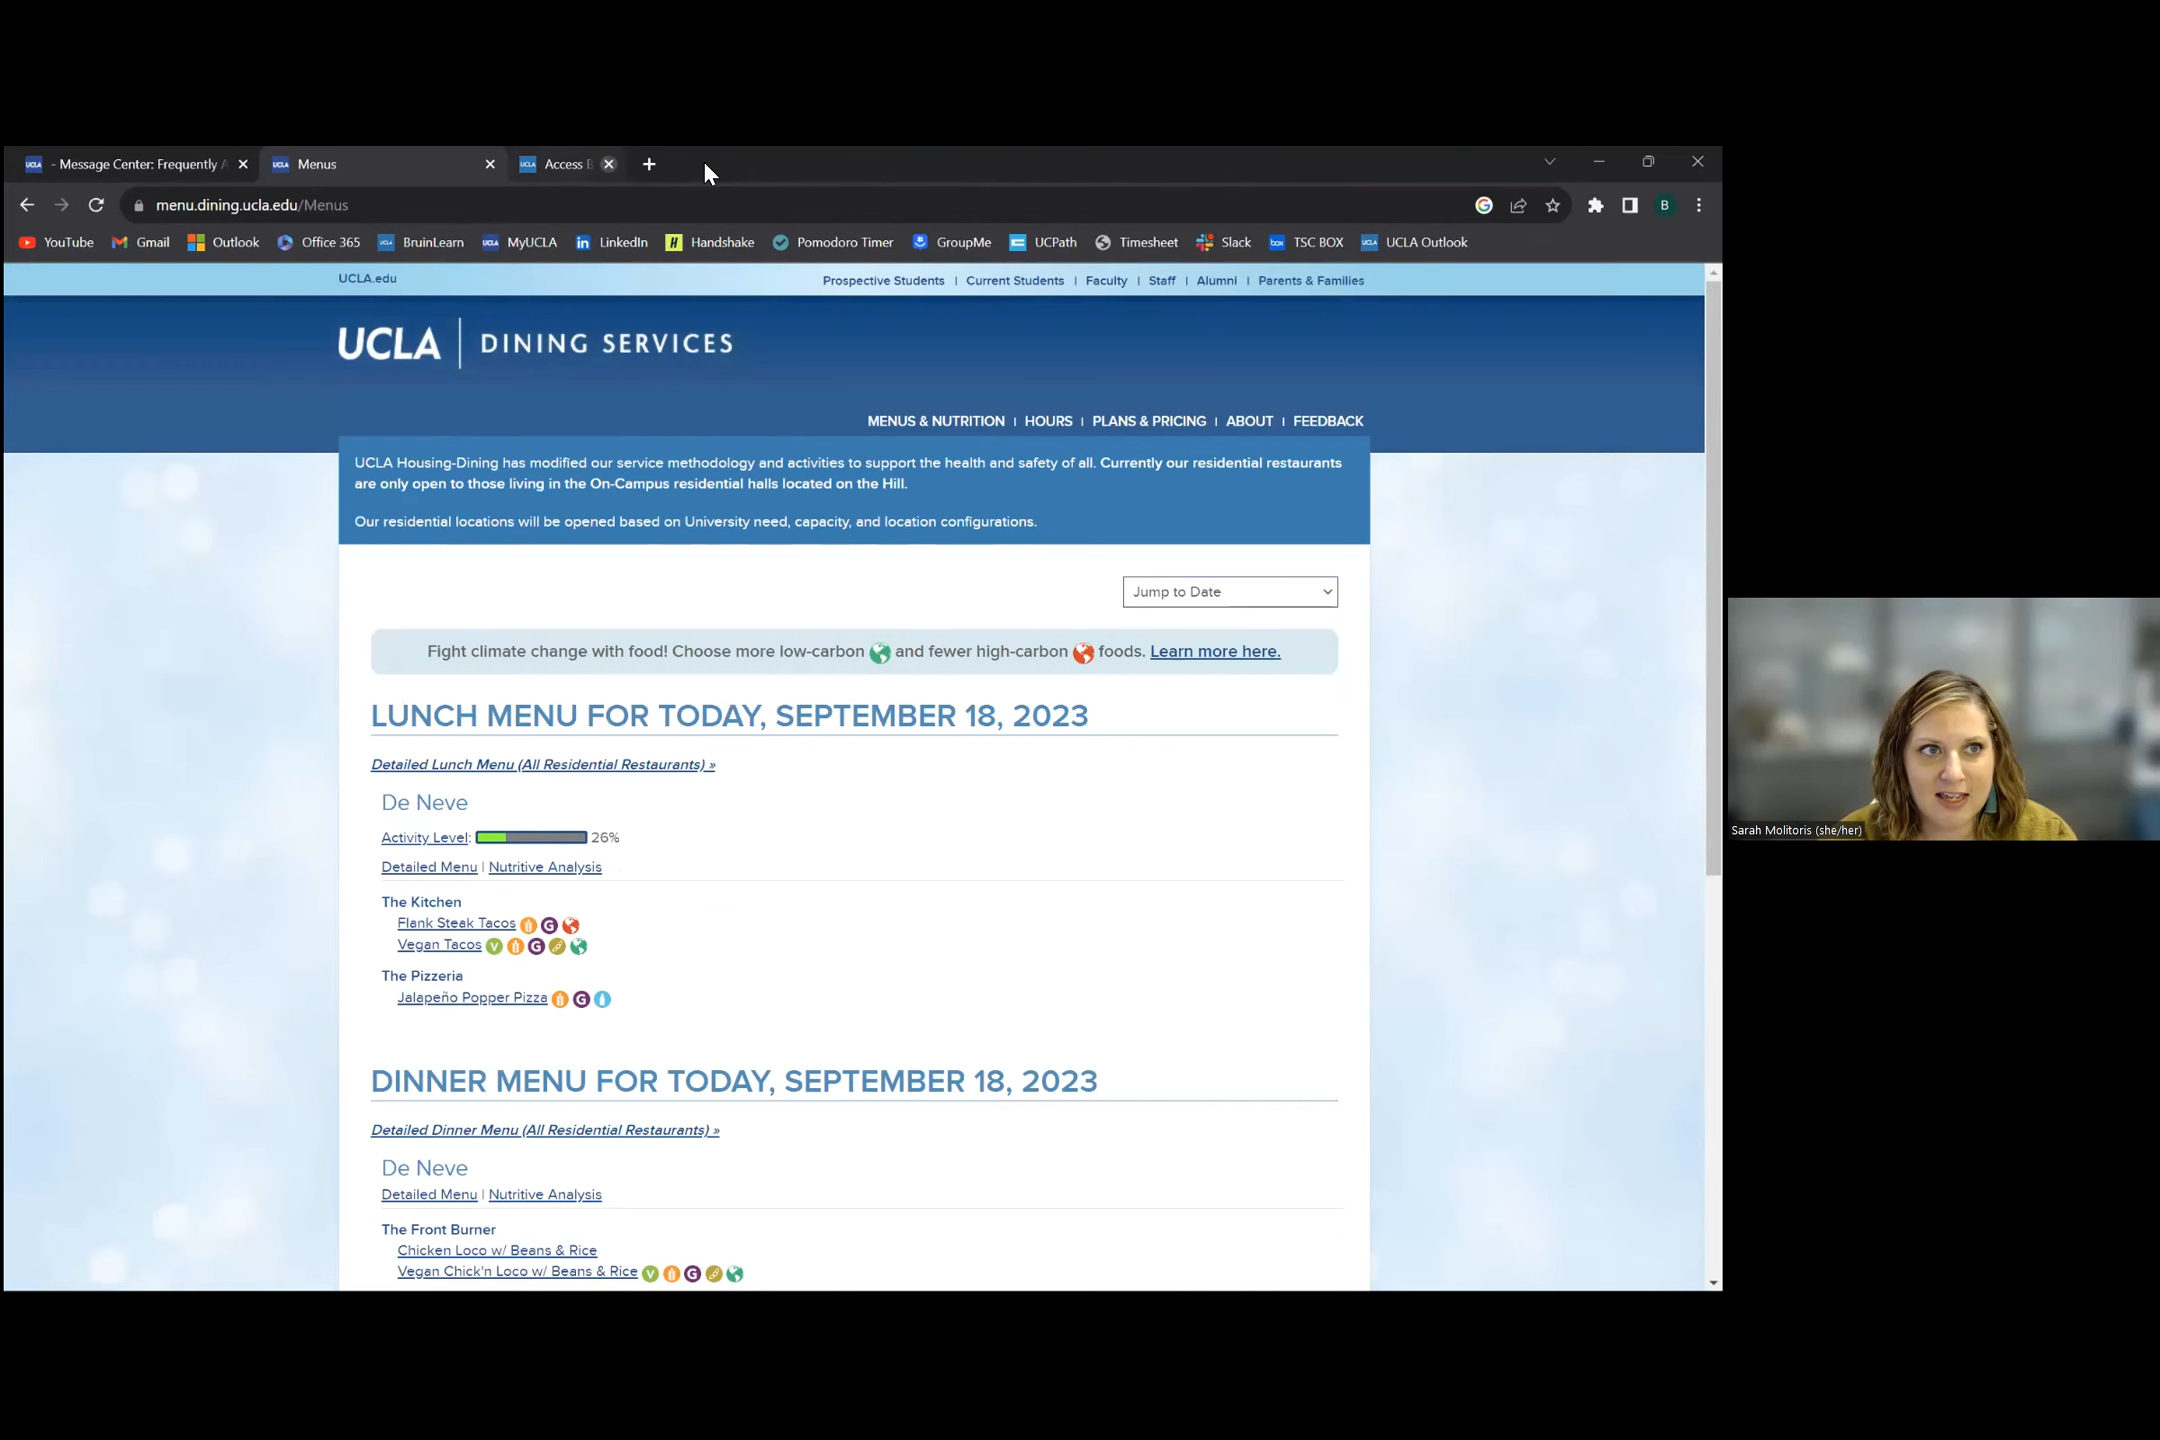 - Message Center: Frequently A
Menus
Access B
menu.dining.ucla.edu/Menus
B
YouTube Gmail Outlook Office 365 BruinLearn MyUCLA LinkedIn Handshake Pomodoro Timer GroupMe UCPath Timesheet Slack TSC BOX UCLA Outlook
UCLA.edu
Prospective Students | Current Students | Faculty | Staff | Alumni | Parents & Families
UCLA | DINING SERVICES
MENUS & NUTRITION | HOURS | PLANS & PRICING | ABOUT | FEEDBACK
UCLA Housing-Dining has modified our service methodology and activities to support the health and safety of all. Currently our residential restaurants
are only open to those living in the On-Campus residential halls located on the Hill.
Our residential locations will be opened based on University need, capacity, and location configurations.
Jump to Date
Fight climate change with food! Choose more low-carbon and fewer high-carbon foods. Learn more here.
LUNCH MENU FOR TODAY, SEPTEMBER 18, 2023
Detailed Lunch Menu (All Residential Restaurants) »
De Neve
Activity Level: 26%
Detailed Menu | Nutritive Analysis
The Kitchen
Flank Steak Tacos G
Vegan Tacos V G
The Pizzeria
Jalapeño Popper Pizza G
DINNER MENU FOR TODAY, SEPTEMBER 18, 2023
Detailed Dinner Menu (All Residential Restaurants) »
De Neve
Detailed Menu | Nutritive Analysis
The Front Burner
Chicken Loco w/ Beans & Rice
Vegan Chick'n Loco w/ Beans & Rice V G
Sarah Molitoris (she/her)